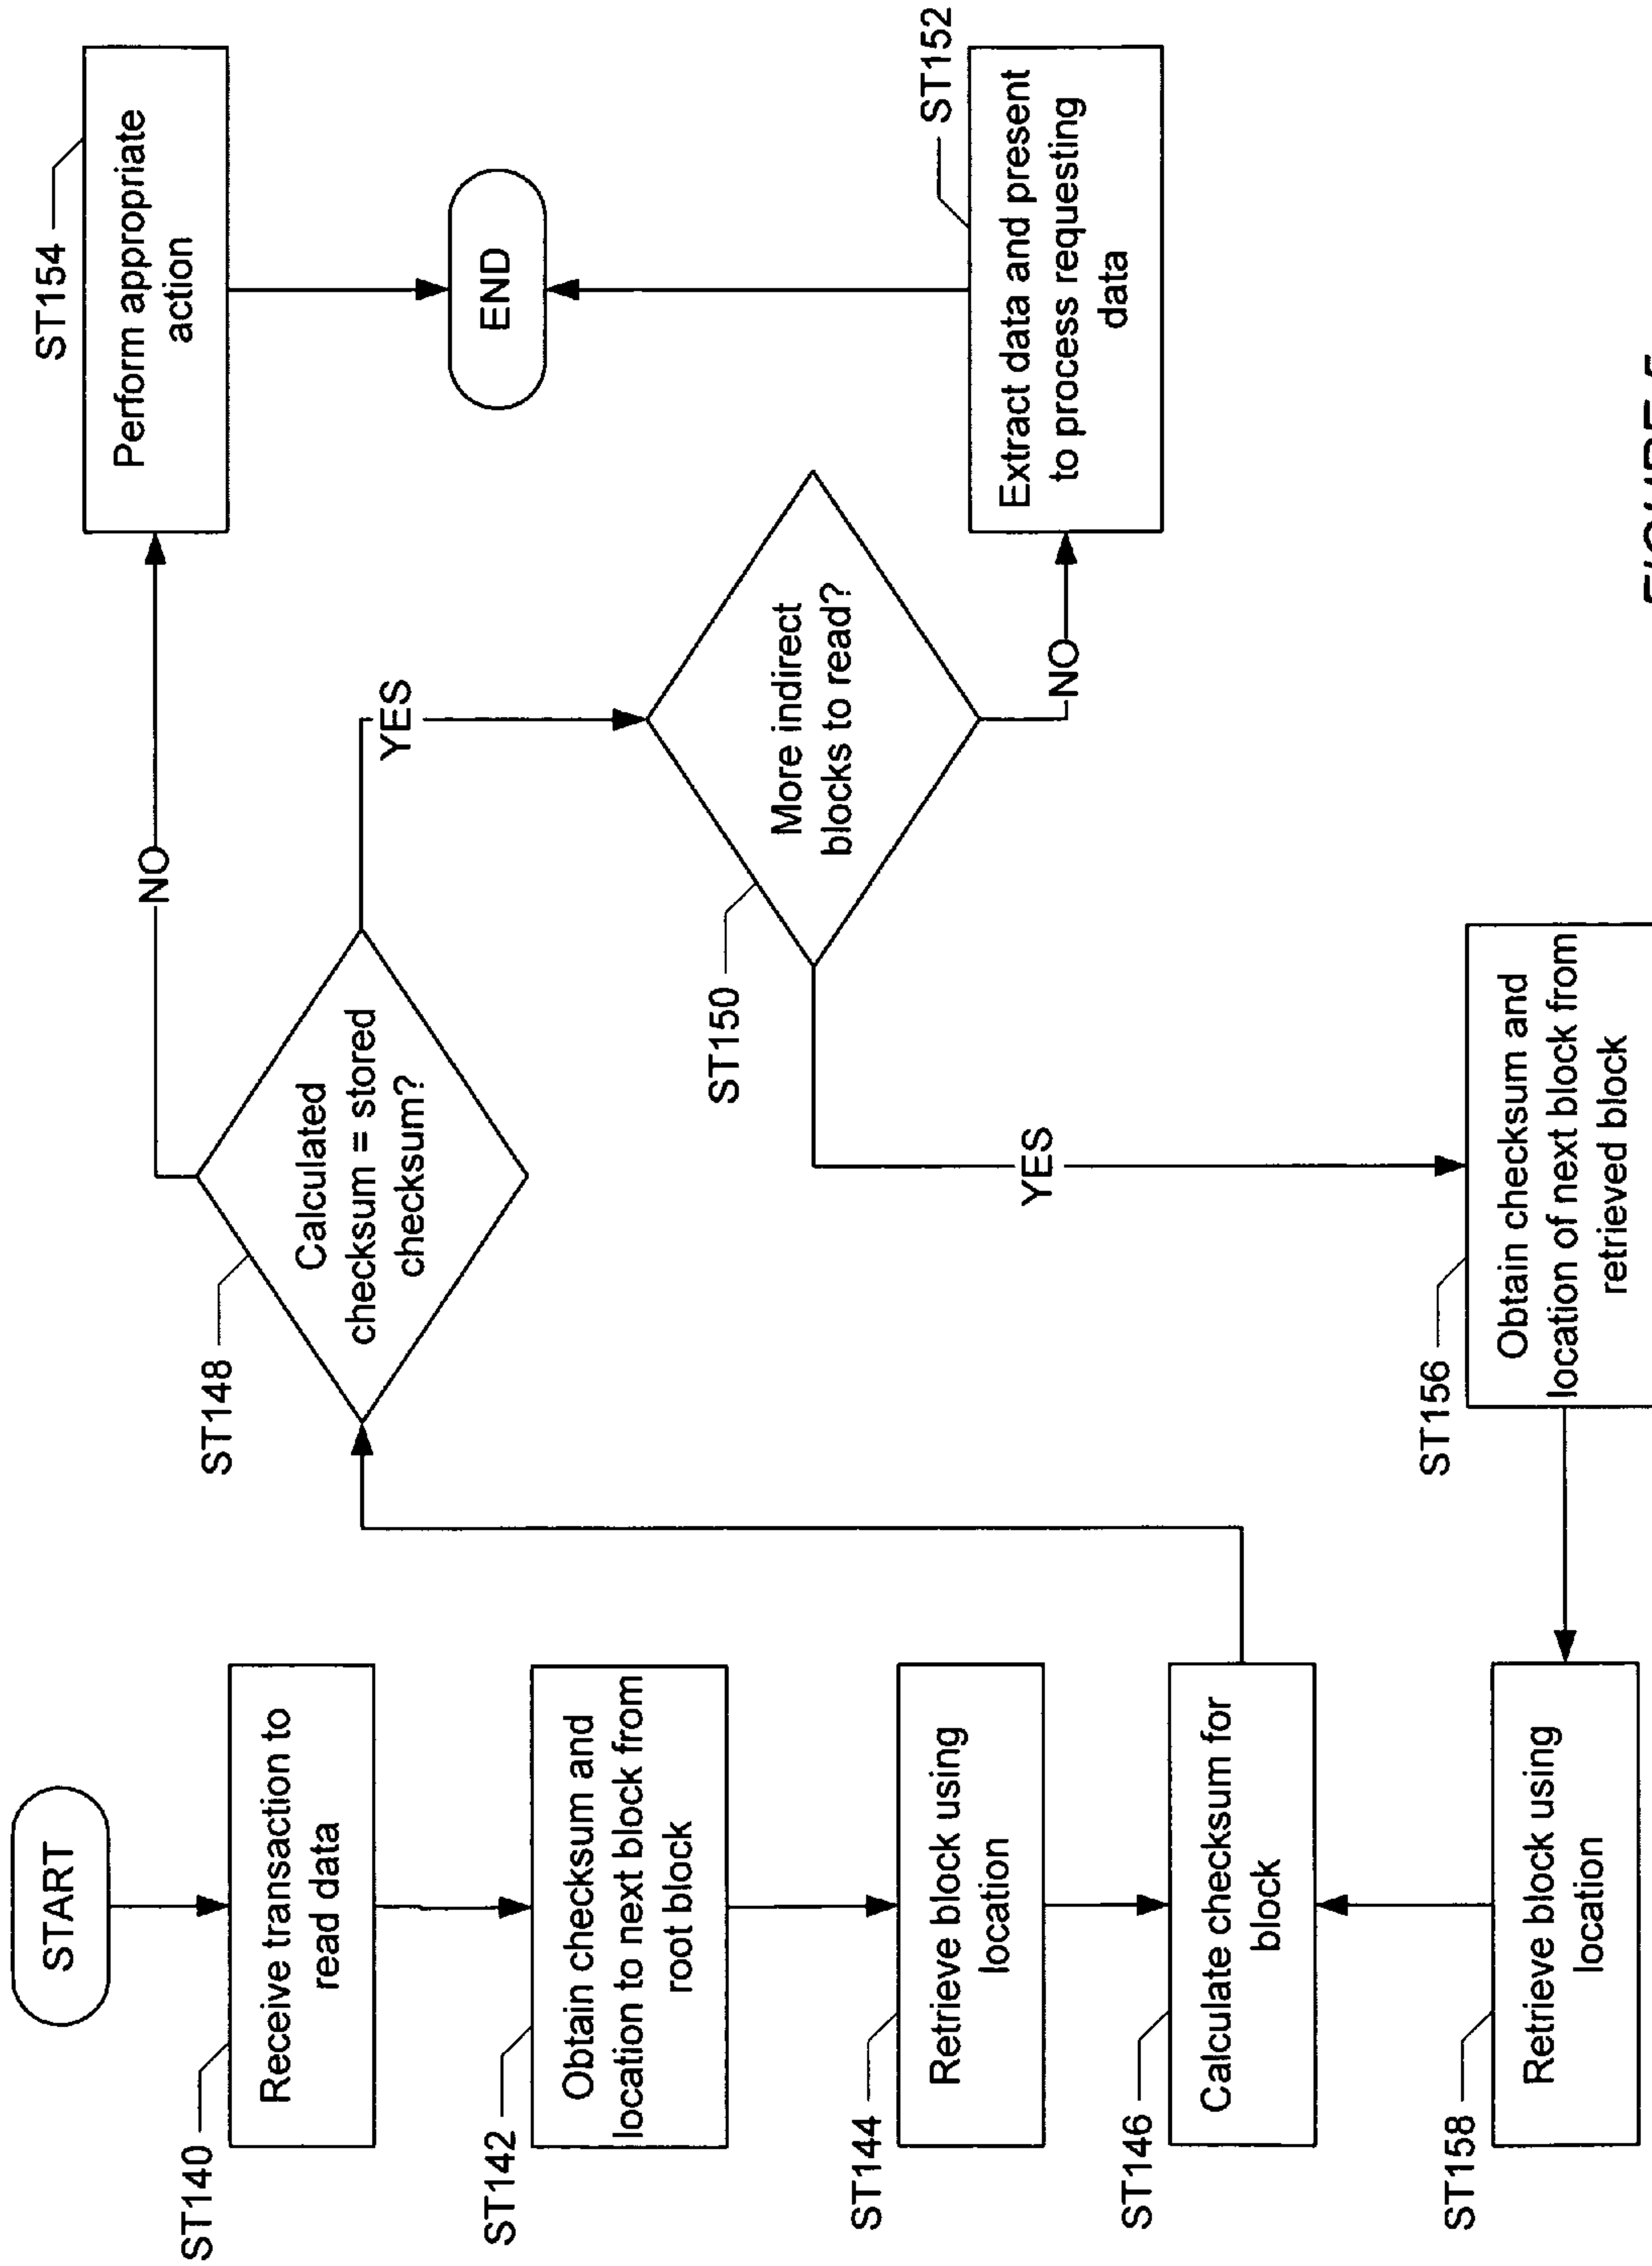 START
ST140
Receive transaction to
read data
ST142
Obtain checksum and
location to next block from
root block
ST144
Retrieve block using
location
ST146
Calculate checksum for
block
ST158
Retrieve block using
location
ST148
Calculated
checksum = stored
checksum?
NO
YES
ST154
Perform appropriate
action
END
ST150
More indirect
blocks to read?
NO
YES
ST152
Extract data and present
to process requesting
data
ST156
Obtain checksum and
location of next block from
retrieved block